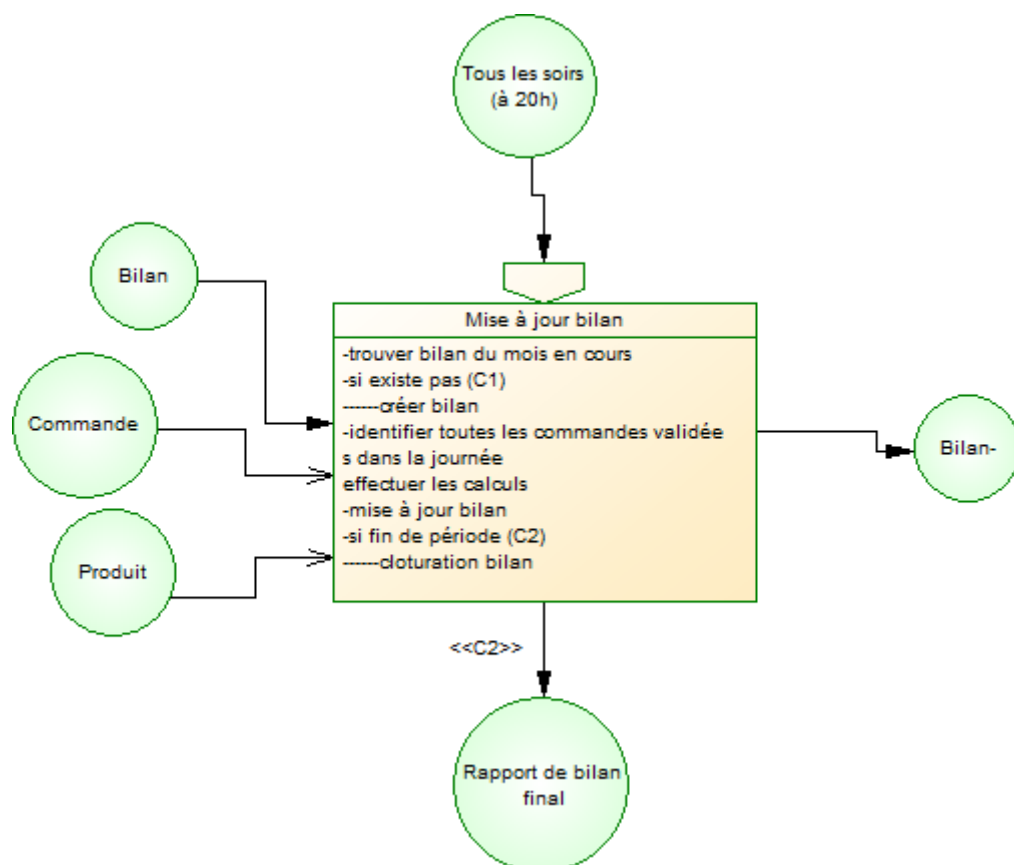 Tous les soirs
(à 20h)
Bilan
Commande
Produit
Mise à jour bilan
-trouver bilan du mois en cours
-si existe pas (C1)
------créer bilan
-identifier toutes les commandes validée
s dans la journée
effectuer les calculs
-mise à jour bilan
-si fin de période (C2)
------cloturation bilan
Bilan-
<<C2>>
Rapport de bilan
final